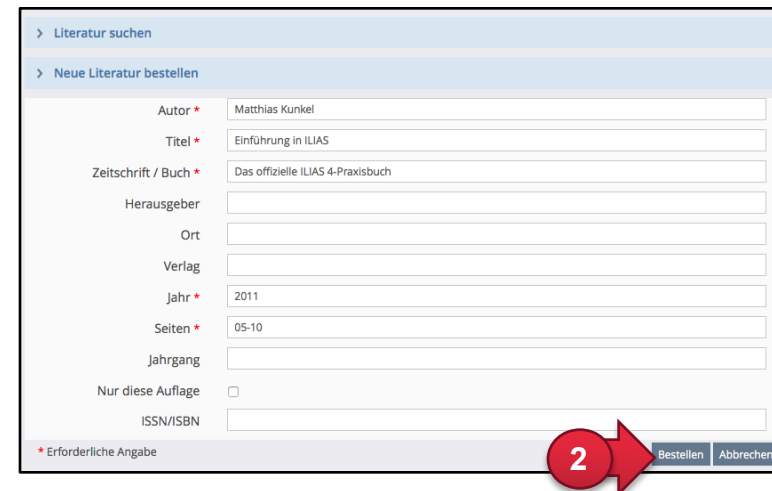 Literatur suchen
Neue Literatur bestellen
Autor * Matthias Kunkel
Titel * Einführung in ILIAS
Zeitschrift / Buch * Das offizielle ILIAS 4-Praxisbuch
Herausgeber
Ort
Verlag
Jahr * 2011
Seiten * 05-10
Jahrgang
Nur diese Auflage
ISSN/ISBN
* Erforderliche Angabe 2 Bestellen Abbrechen